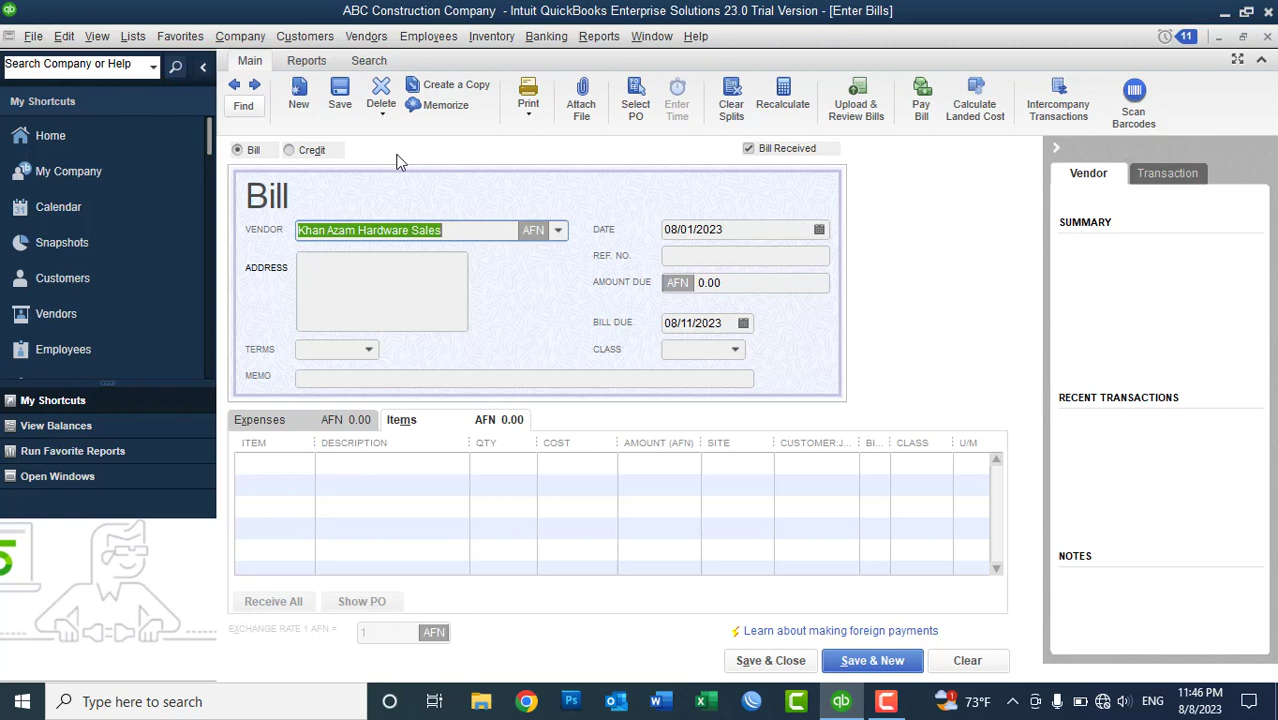 ABC Construction Company - Intuit QuickBooks Enterprise Solutions 23.0 Trial Version - [Enter Bills]
File Edit View Lists Favorites Company Customers Vendors Employees Inventory Banking Reports Window Help 11
Search Company or Help
My Shortcuts
Home
My Company
Calendar
Snapshots
Customers
Vendors
Employees
My Shortcuts
View Balances
Run Favorite Reports
Open Windows
Main Reports Search
Find New Save Delete Create a Copy
Memorize
Print Attach File Select PO Enter Time Clear Splits Recalculate Upload & Review Bills Pay Bill Calculate Landed Cost Intercompany Transactions Scan Barcodes
Bill Credit Bill Received
Bill
VENDOR Khan Azam Hardware Sales AFN DATE 08/01/2023
REF. NO.
ADDRESS
AMOUNT DUE AFN 0.00
BILL DUE 08/11/2023
TERMS CLASS
MEMO
Expenses AFN 0.00 Items AFN 0.00
ITEM DESCRIPTION QTY COST AMOUNT (AFN) SITE CUSTOMER:J... BI... CLASS U/M
Receive All Show PO
EXCHANGE RATE 1 AFN = 1 AFN
Learn about making foreign payments
Save & Close Save & New Clear
Vendor Transaction
SUMMARY
RECENT TRANSACTIONS
NOTES
Type here to search
73°F ENG 11:46 PM
8/8/2023